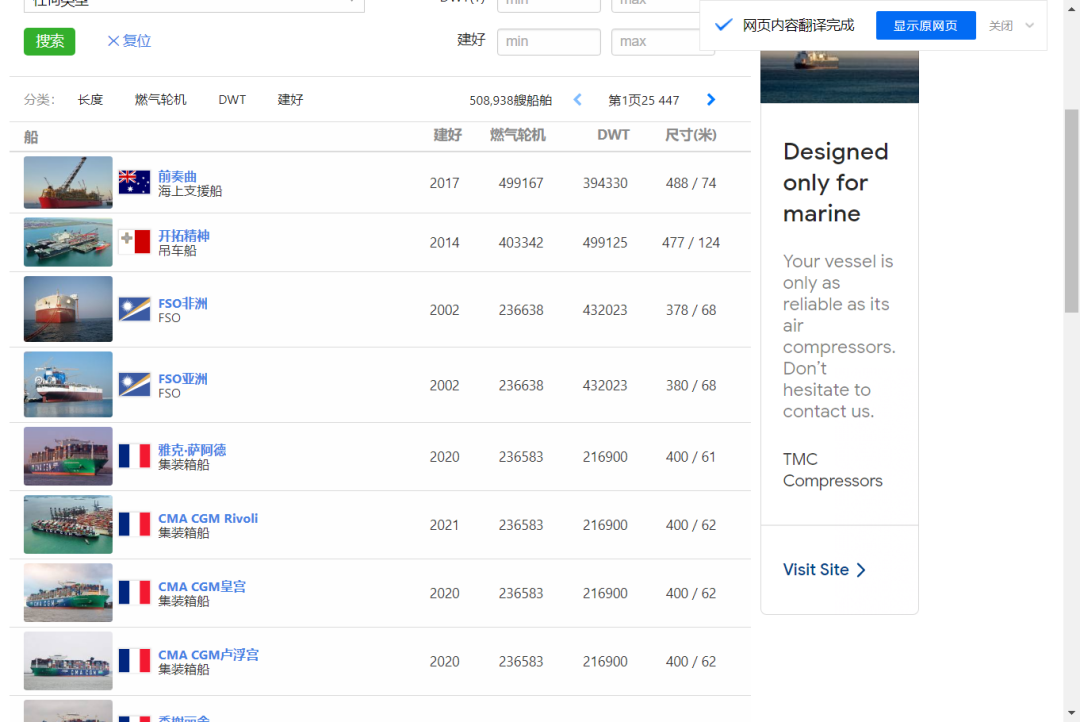 min
max
搜索
复位
建好
min
max
网页内容翻译完成
显示原网页
关闭
分类:
长度
燃气轮机
DWT
建好
508,938艘船舶
第1页25 447
船
建好
燃气轮机
DWT
尺寸(米)
前奏曲
海上支援船
2017
499167
394330
488 / 74
开拓精神
吊车船
2014
403342
499125
477 / 124
FSO非洲
FSO
2002
236638
432023
378 / 68
FSO亚洲
FSO
2002
236638
432023
380 / 68
雅克·萨阿德
集装箱船
2020
236583
216900
400 / 61
CMA CGM Rivoli
集装箱船
2021
236583
216900
400 / 62
CMA CGM皇宫
集装箱船
2020
236583
216900
400 / 62
CMA CGM卢浮宫
集装箱船
2020
236583
216900
400 / 62
Designed
only for
marine
Your vessel is
only as
reliable as its
air
compressors.
Don't
hesitate to
contact us.
TMC
Compressors
Visit Site